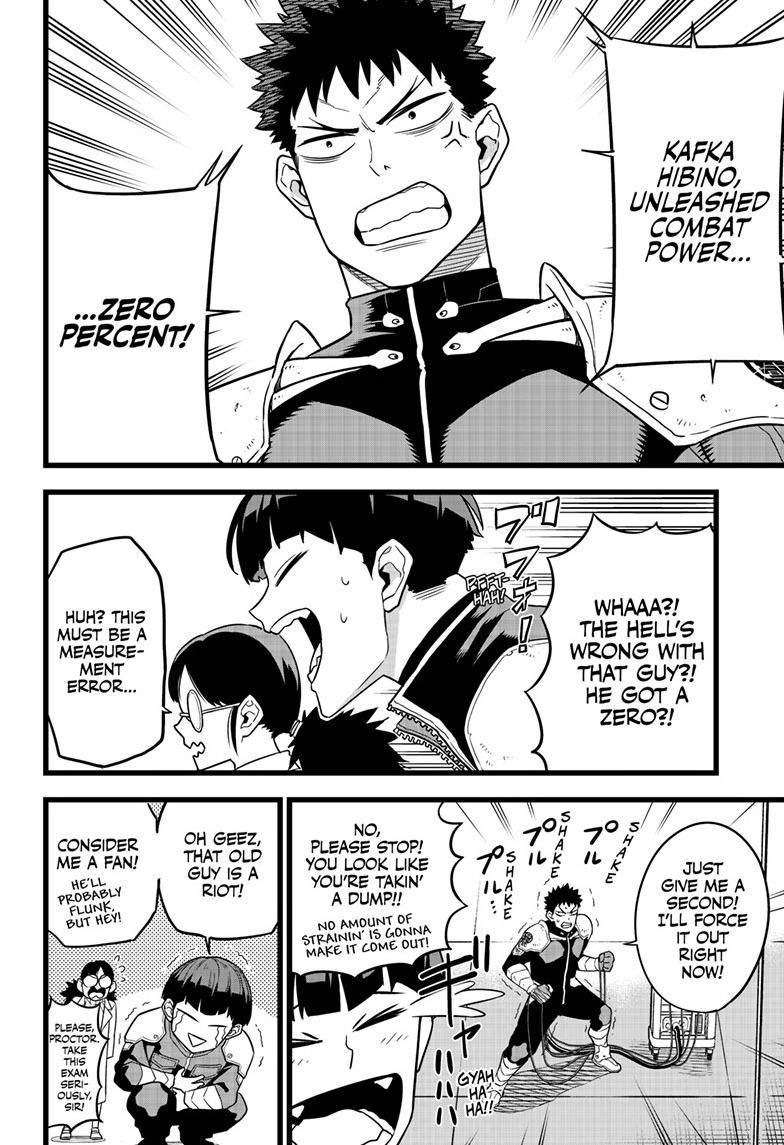 KAFKA
HIBINO,
UNLEASHED
COMBAT
POWER...
...ZERO
PERCENT!
WHAAA?!
THE HELL'S
WRONG WITH
THAT GUY?!
HE GOT A
ZERO?!
ブフォ!
PFFT-
HAH!
HUH? THIS
MUST BE A
MEASURE-
MENT
ERROR...
JUST
GIVE ME A
SECOND!
I'LL FORCE
IT OUT
RIGHT
NOW!
SHAKE
プル
SHAKE
プル
SHAKE
プル
NO,
PLEASE STOP!
YOU LOOK LIKE
YOU'RE TAKIN'
A DUMP!!
NO AMOUNT OF
STRAININ' IS GONNA
MAKE IT COME OUT!
ギャハハ!!
GYAH
HA-
HA!!
OH GEEZ,
THAT OLD
GUY IS A
RIOT!
CONSIDER
ME A FAN!
HE'LL
PROBABLY
FLUNK,
BUT HEY!
PLEASE,
PROCTOR.
TAKE
THIS
EXAM
SERI-
OUSLY,
SIR!